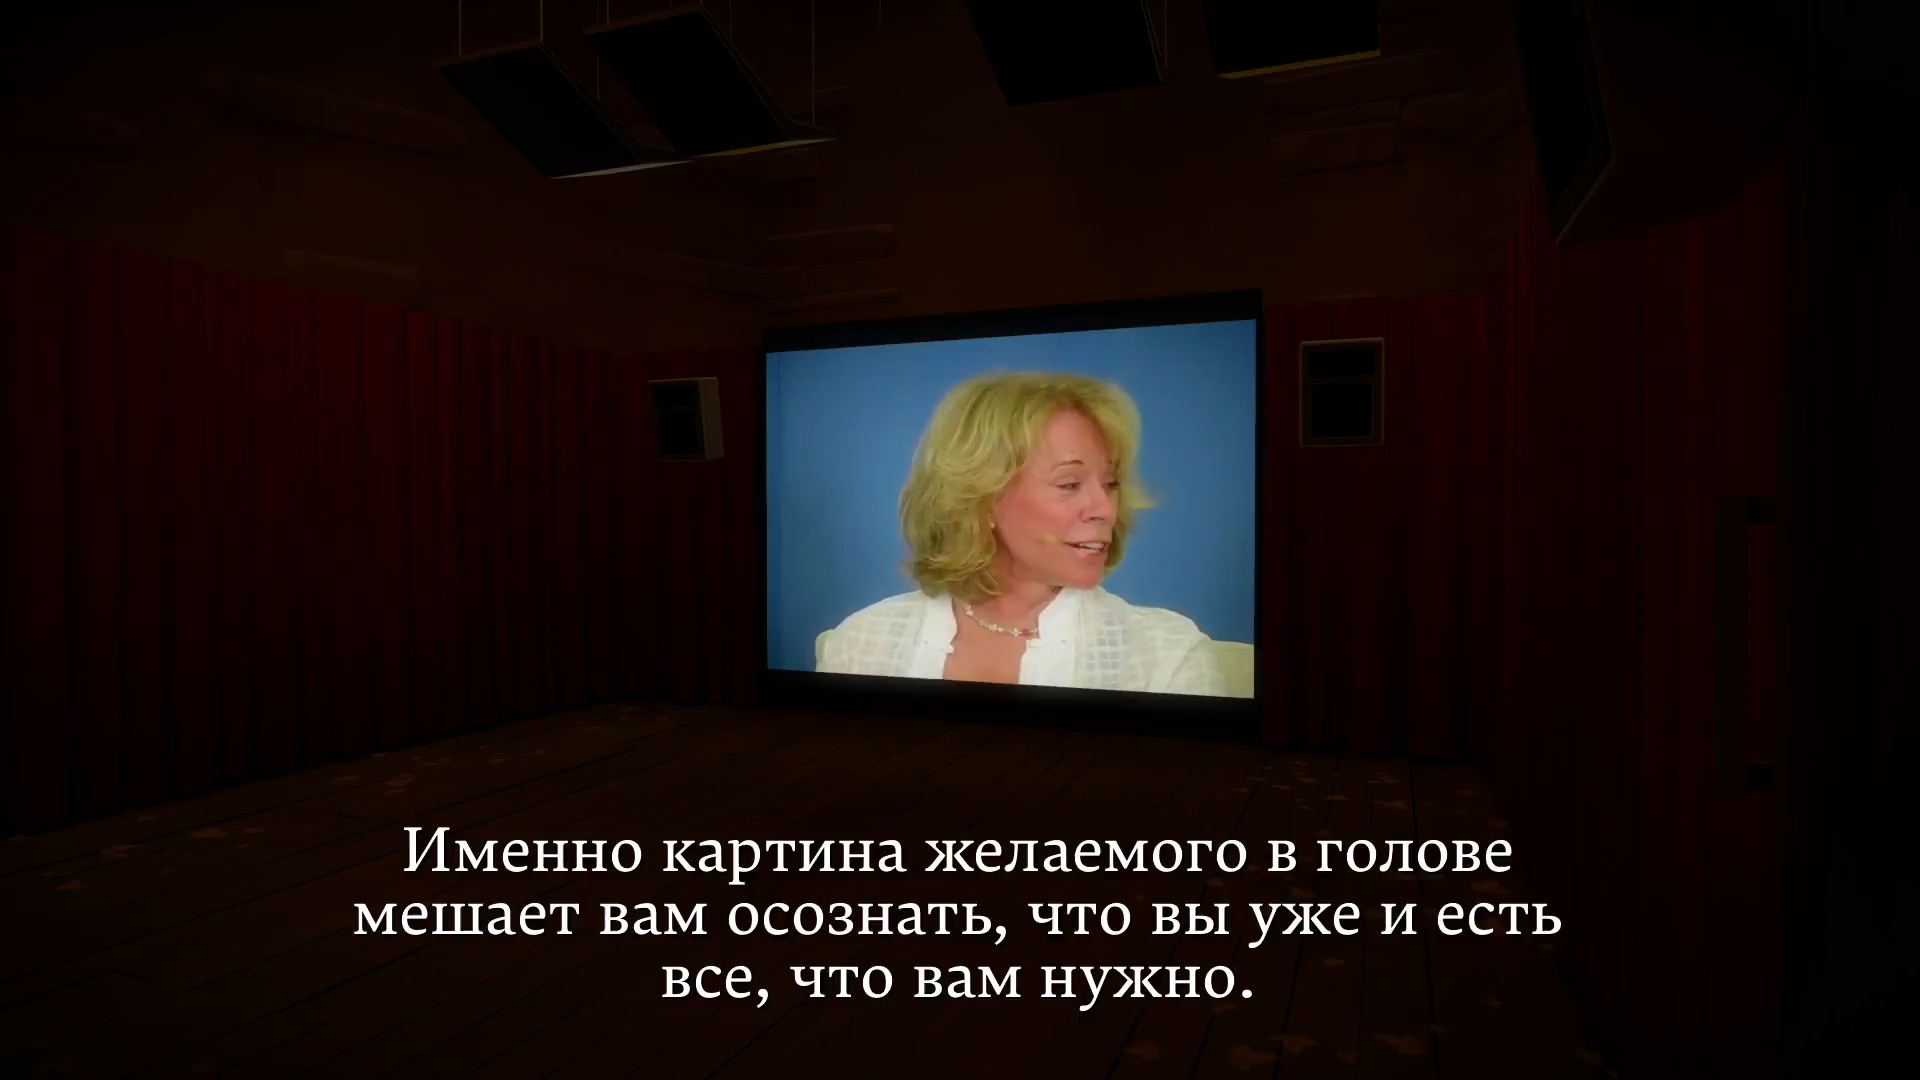 Именно картина желаемого в голове
мешает вам осознать, что вы уже и есть
все, что вам нужно.